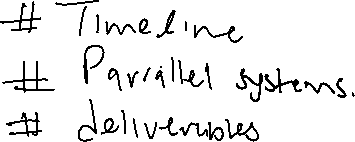 # Timeline
# Parallel systems.
# deliverables